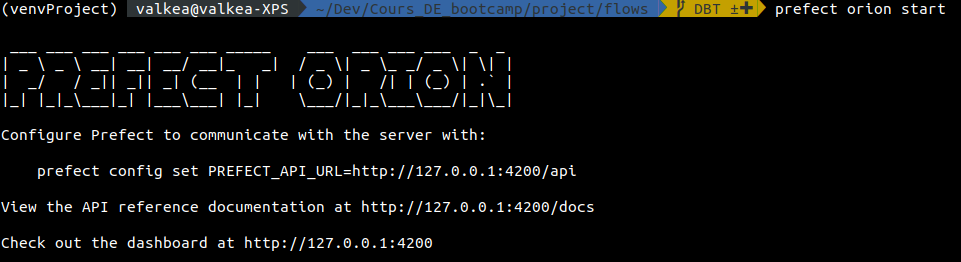 (venvProject) valkea@valkea-XPS ~/Dev/Cours_DE_bootcamp/project/flows DBT ±✚ prefect orion start
PREFECT ORION
Configure Prefect to communicate with the server with:
prefect config set PREFECT_API_URL=http://127.0.0.1:4200/api
View the API reference documentation at http://127.0.0.1:4200/docs
Check out the dashboard at http://127.0.0.1:4200